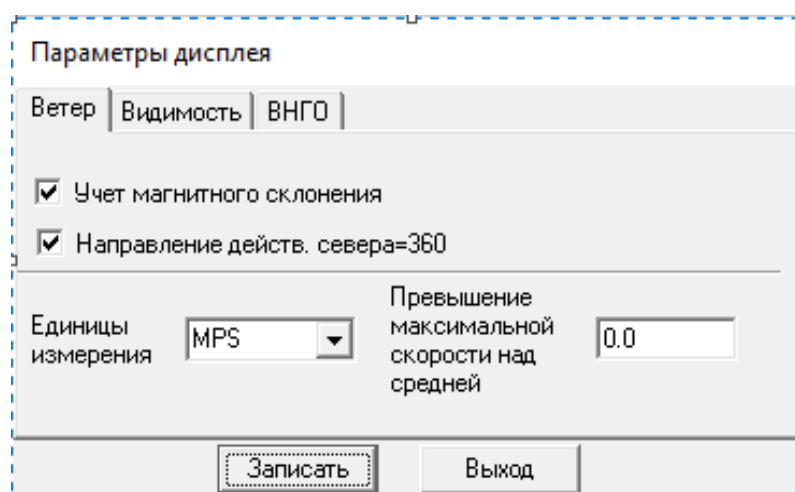 Параметры дисплея
Ветер Видимость ВНГО
Учет магнитного склонения
Направление действ. севера=360
Единицы
измерения
MPS
Превышение
максимальной
скорости над
средней
0.0
Записать Выход